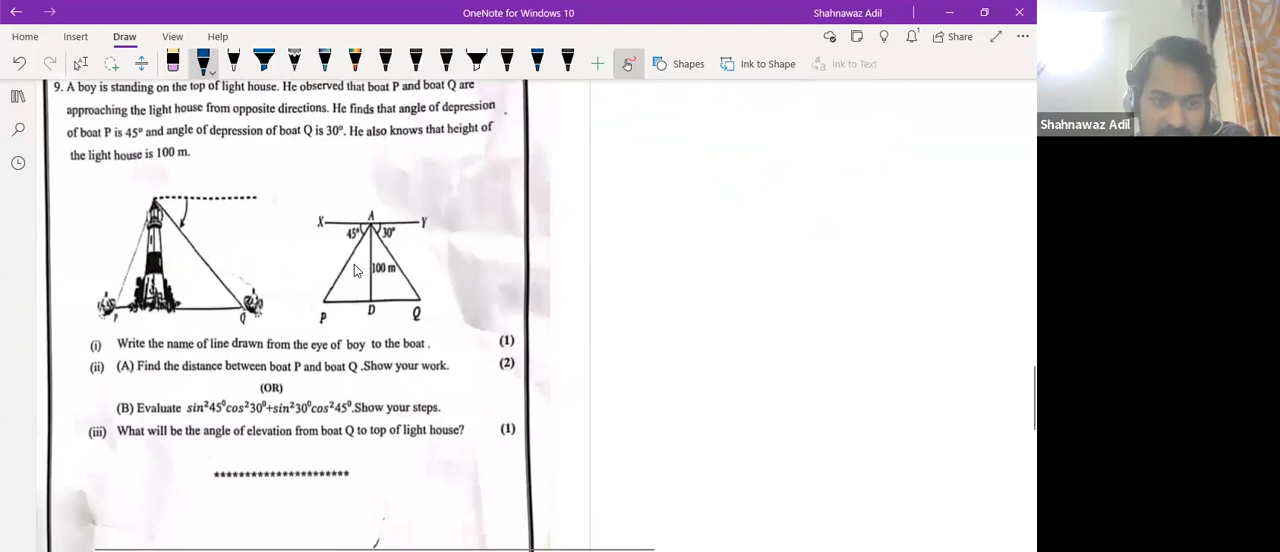 OneNote for Windows 10
Shahnawaz Adil
Home Insert Draw View Help
Share
Shapes
Ink to Shape
Ink to Text
9. A boy is standing on the top of light house. He observed that boat P and boat Q are
approaching the light house from opposite directions. He finds that angle of depression
of boat P is 45° and angle of depression of boat Q is 30°. He also knows that height of
the light house is 100 m.
X A Y
45° 30°
100 m
P D Q
P Q
(i) Write the name of line drawn from the eye of boy to the boat . (1)
(ii) (A) Find the distance between boat P and boat Q .Show your work. (2)
(OR)
(B) Evaluate sin²45⁰cos²30⁰+sin²30⁰cos²45⁰.Show your steps.
(iii) What will be the angle of elevation from boat Q to top of light house? (1)
**********************
Shahnawaz Adil